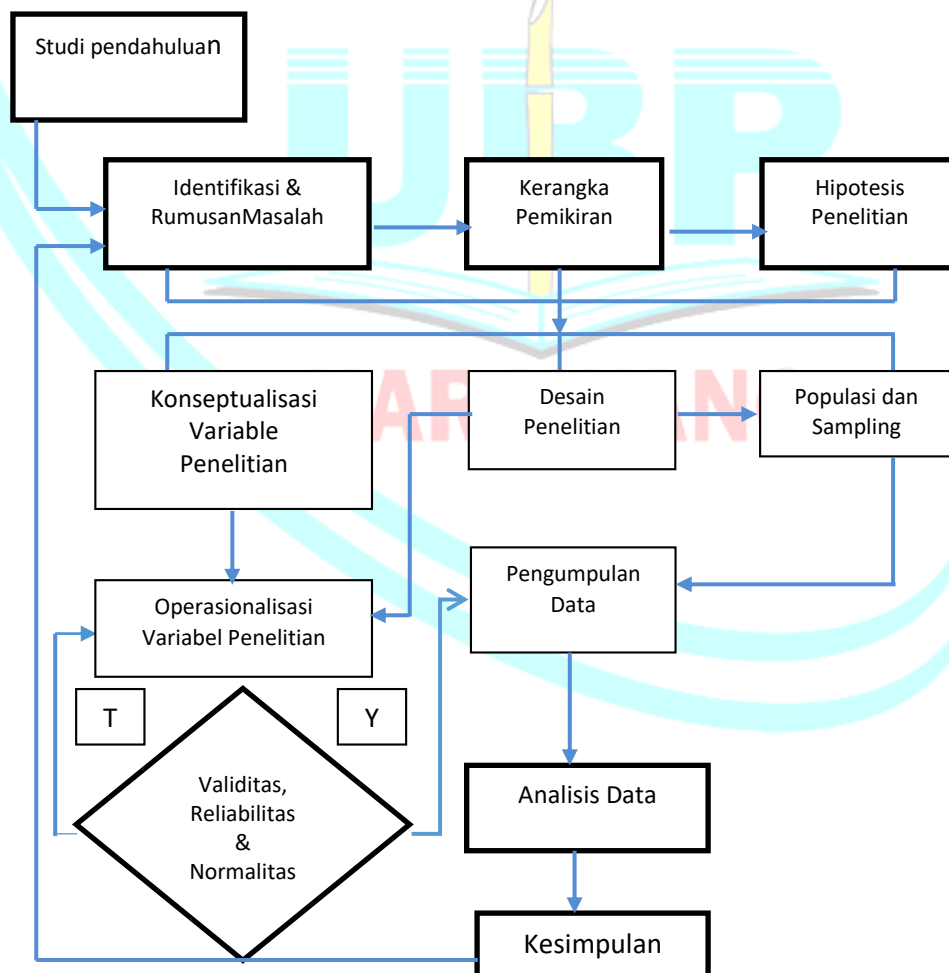 Studi pendahuluan
Identifikasi &
RumusanMasalah
Kerangka
Pemikiran
Hipotesis
Penelitian
UBP
Konseptualisasi
Variable
Penelitian
Desain
Penelitian
Populasi dan
Sampling
Operasionalisasi
Variabel Penelitian
Pengumpulan
Data
T
Y
Validitas,
Reliabilitas
&
Normalitas
Analisis Data
Kesimpulan